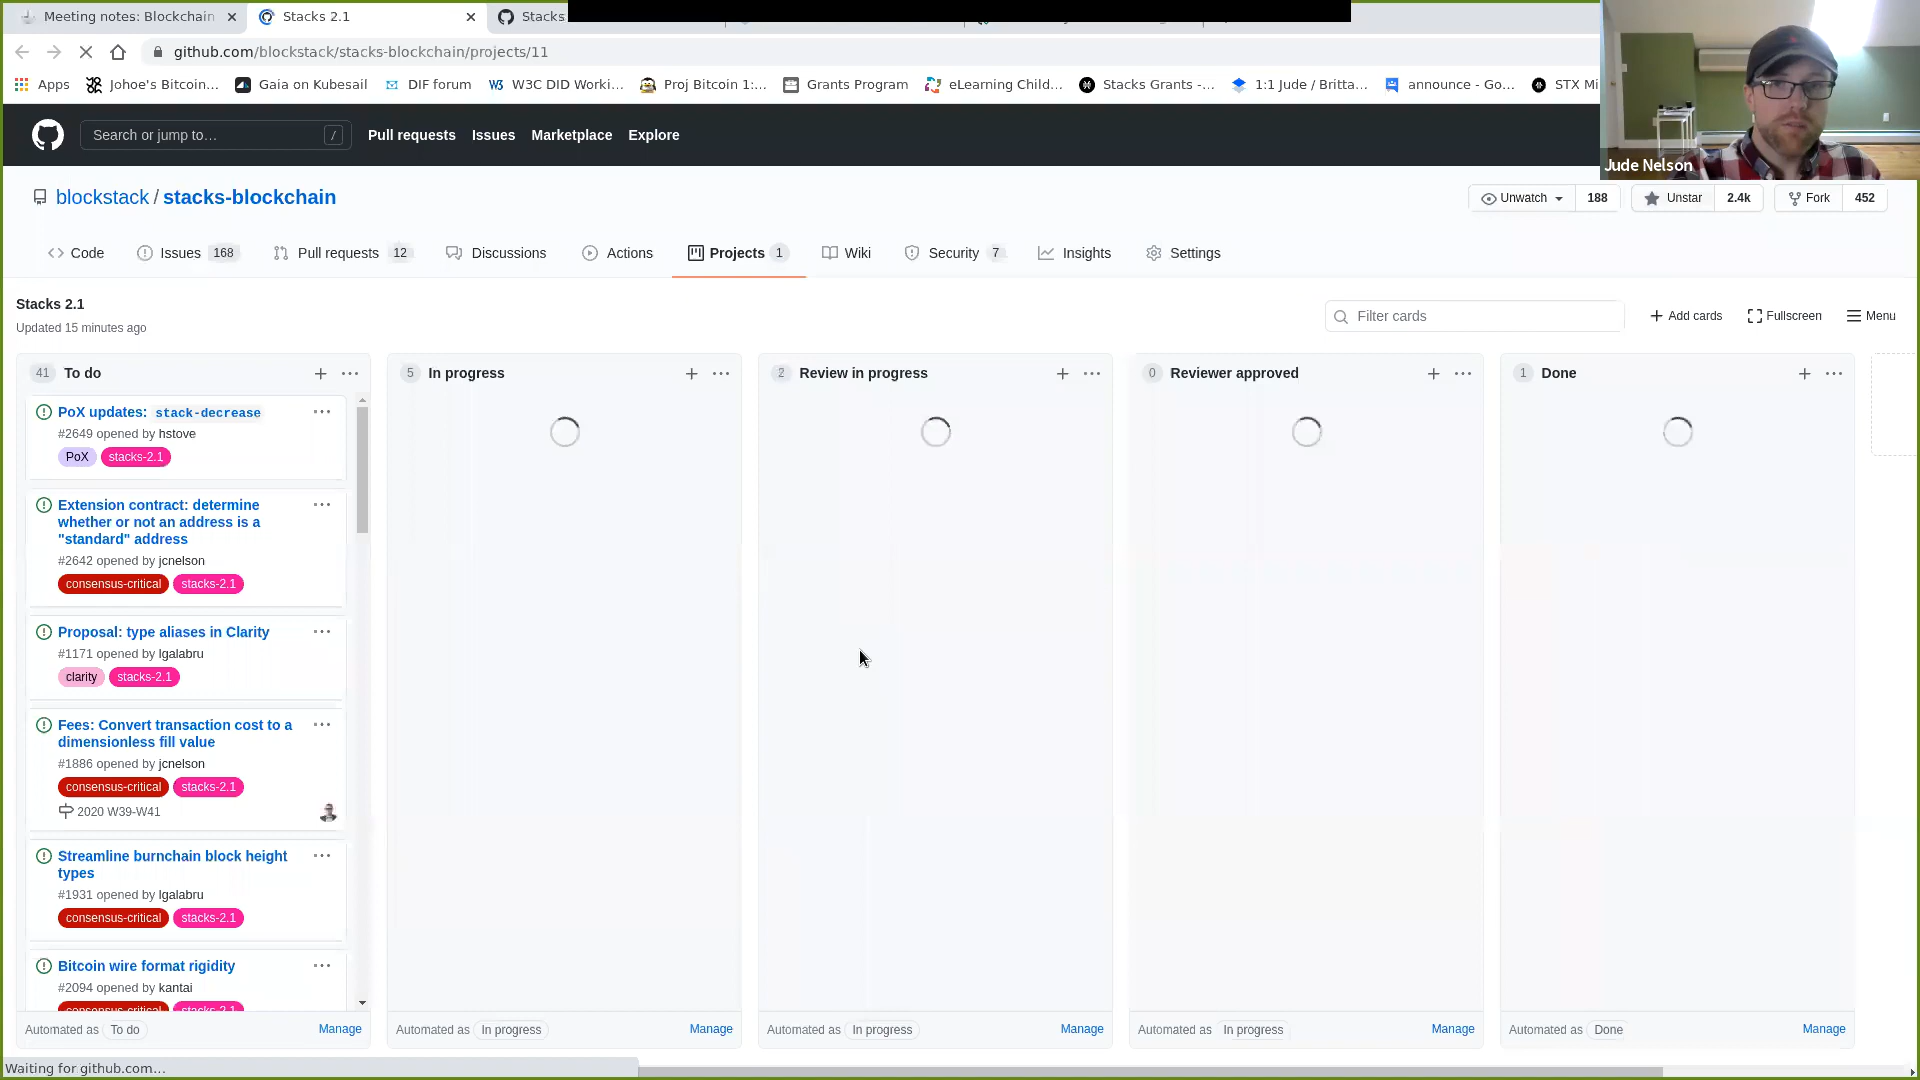 Meeting notes: Blockchain
Stacks 2.1
Stacks
github.com/blockstack/stacks-blockchain/projects/11
Apps
Johoe's Bitcoin...
Gaia on Kubesail
DIF forum
W3C DID Worki...
Proj Bitcoin 1:...
Grants Program
eLearning Child...
Stacks Grants -...
1:1 Jude / Britta...
announce - Go...
STX Mi
Search or jump to...
/
Pull requests
Issues
Marketplace
Explore
Jude Nelson
blockstack / stacks-blockchain
Unwatch 188
Unstar 2.4k
Fork 452
Code
Issues 168
Pull requests 12
Discussions
Actions
Projects 1
Wiki
Security 7
Insights
Settings
Stacks 2.1
Updated 15 minutes ago
Filter cards
Add cards
Fullscreen
Menu
41 To do
PoX updates: stack-decrease
#2649 opened by hstove
PoX stacks-2.1
Extension contract: determine
whether or not an address is a
"standard" address
#2642 opened by jcnelson
consensus-critical stacks-2.1
Proposal: type aliases in Clarity
#1171 opened by lgalabru
clarity stacks-2.1
Fees: Convert transaction cost to a
dimensionless fill value
#1886 opened by jcnelson
consensus-critical stacks-2.1
2020 W39-W41
Streamline burnchain block height
types
#1931 opened by lgalabru
consensus-critical stacks-2.1
Bitcoin wire format rigidity
#2094 opened by kantai
consensus-critical stacks-2.1
Automated as To do Manage
5 In progress
Automated as In progress Manage
2 Review in progress
Automated as In progress Manage
0 Reviewer approved
Automated as In progress Manage
1 Done
Automated as Done Manage
Waiting for github.com...